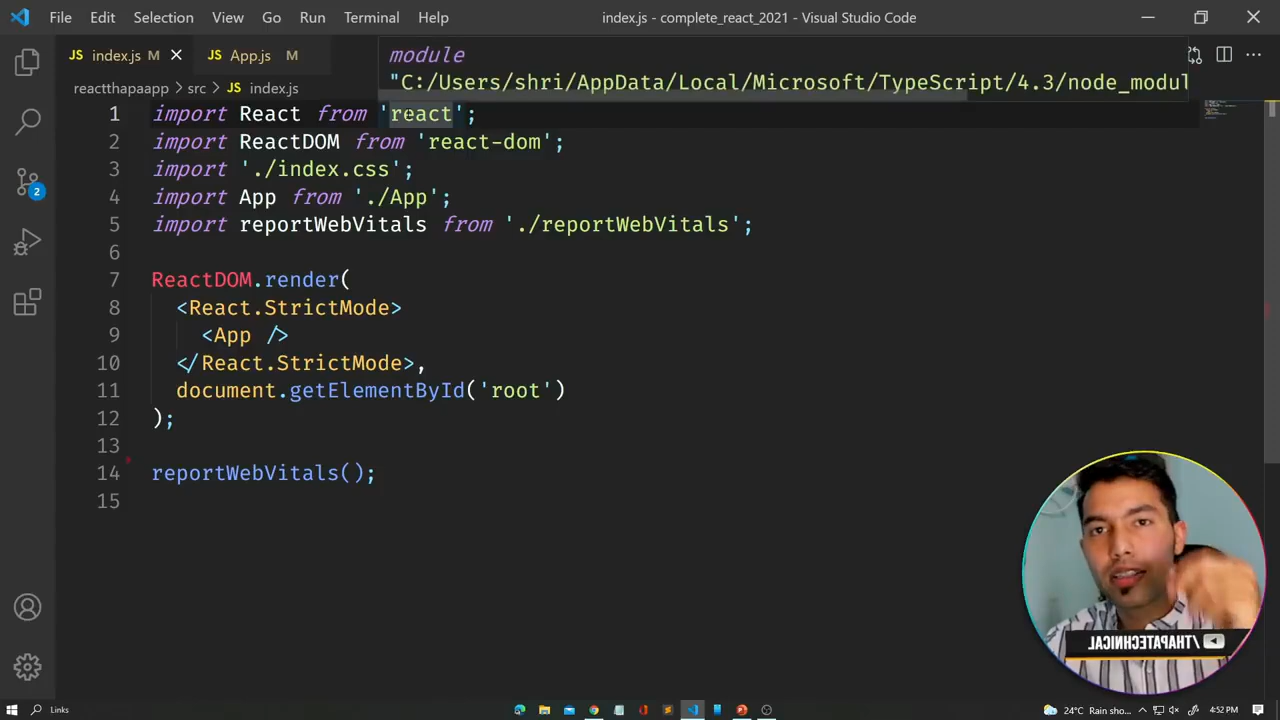 File Edit Selection View Go Run Terminal Help index.js - complete_react_2021 - Visual Studio Code
JS index.js M JS App.js M
module
"C:/Users/shri/AppData/Local/Microsoft/TypeScript/4.3/node_modul
reactthapaapp > src > JS index.js
1 import React from 'react';
2 import ReactDOM from 'react-dom';
3 import './index.css';
4 import App from './App';
5 import reportWebVitals from './reportWebVitals';
6
7 ReactDOM.render(
8 <React.StrictMode>
9 <App />
10 </React.StrictMode>,
11 document.getElementById('root')
12 );
13
14 reportWebVitals();
15
2
/THAPATECHNICAL
Links 24°C Rain sho... 4:52 PM